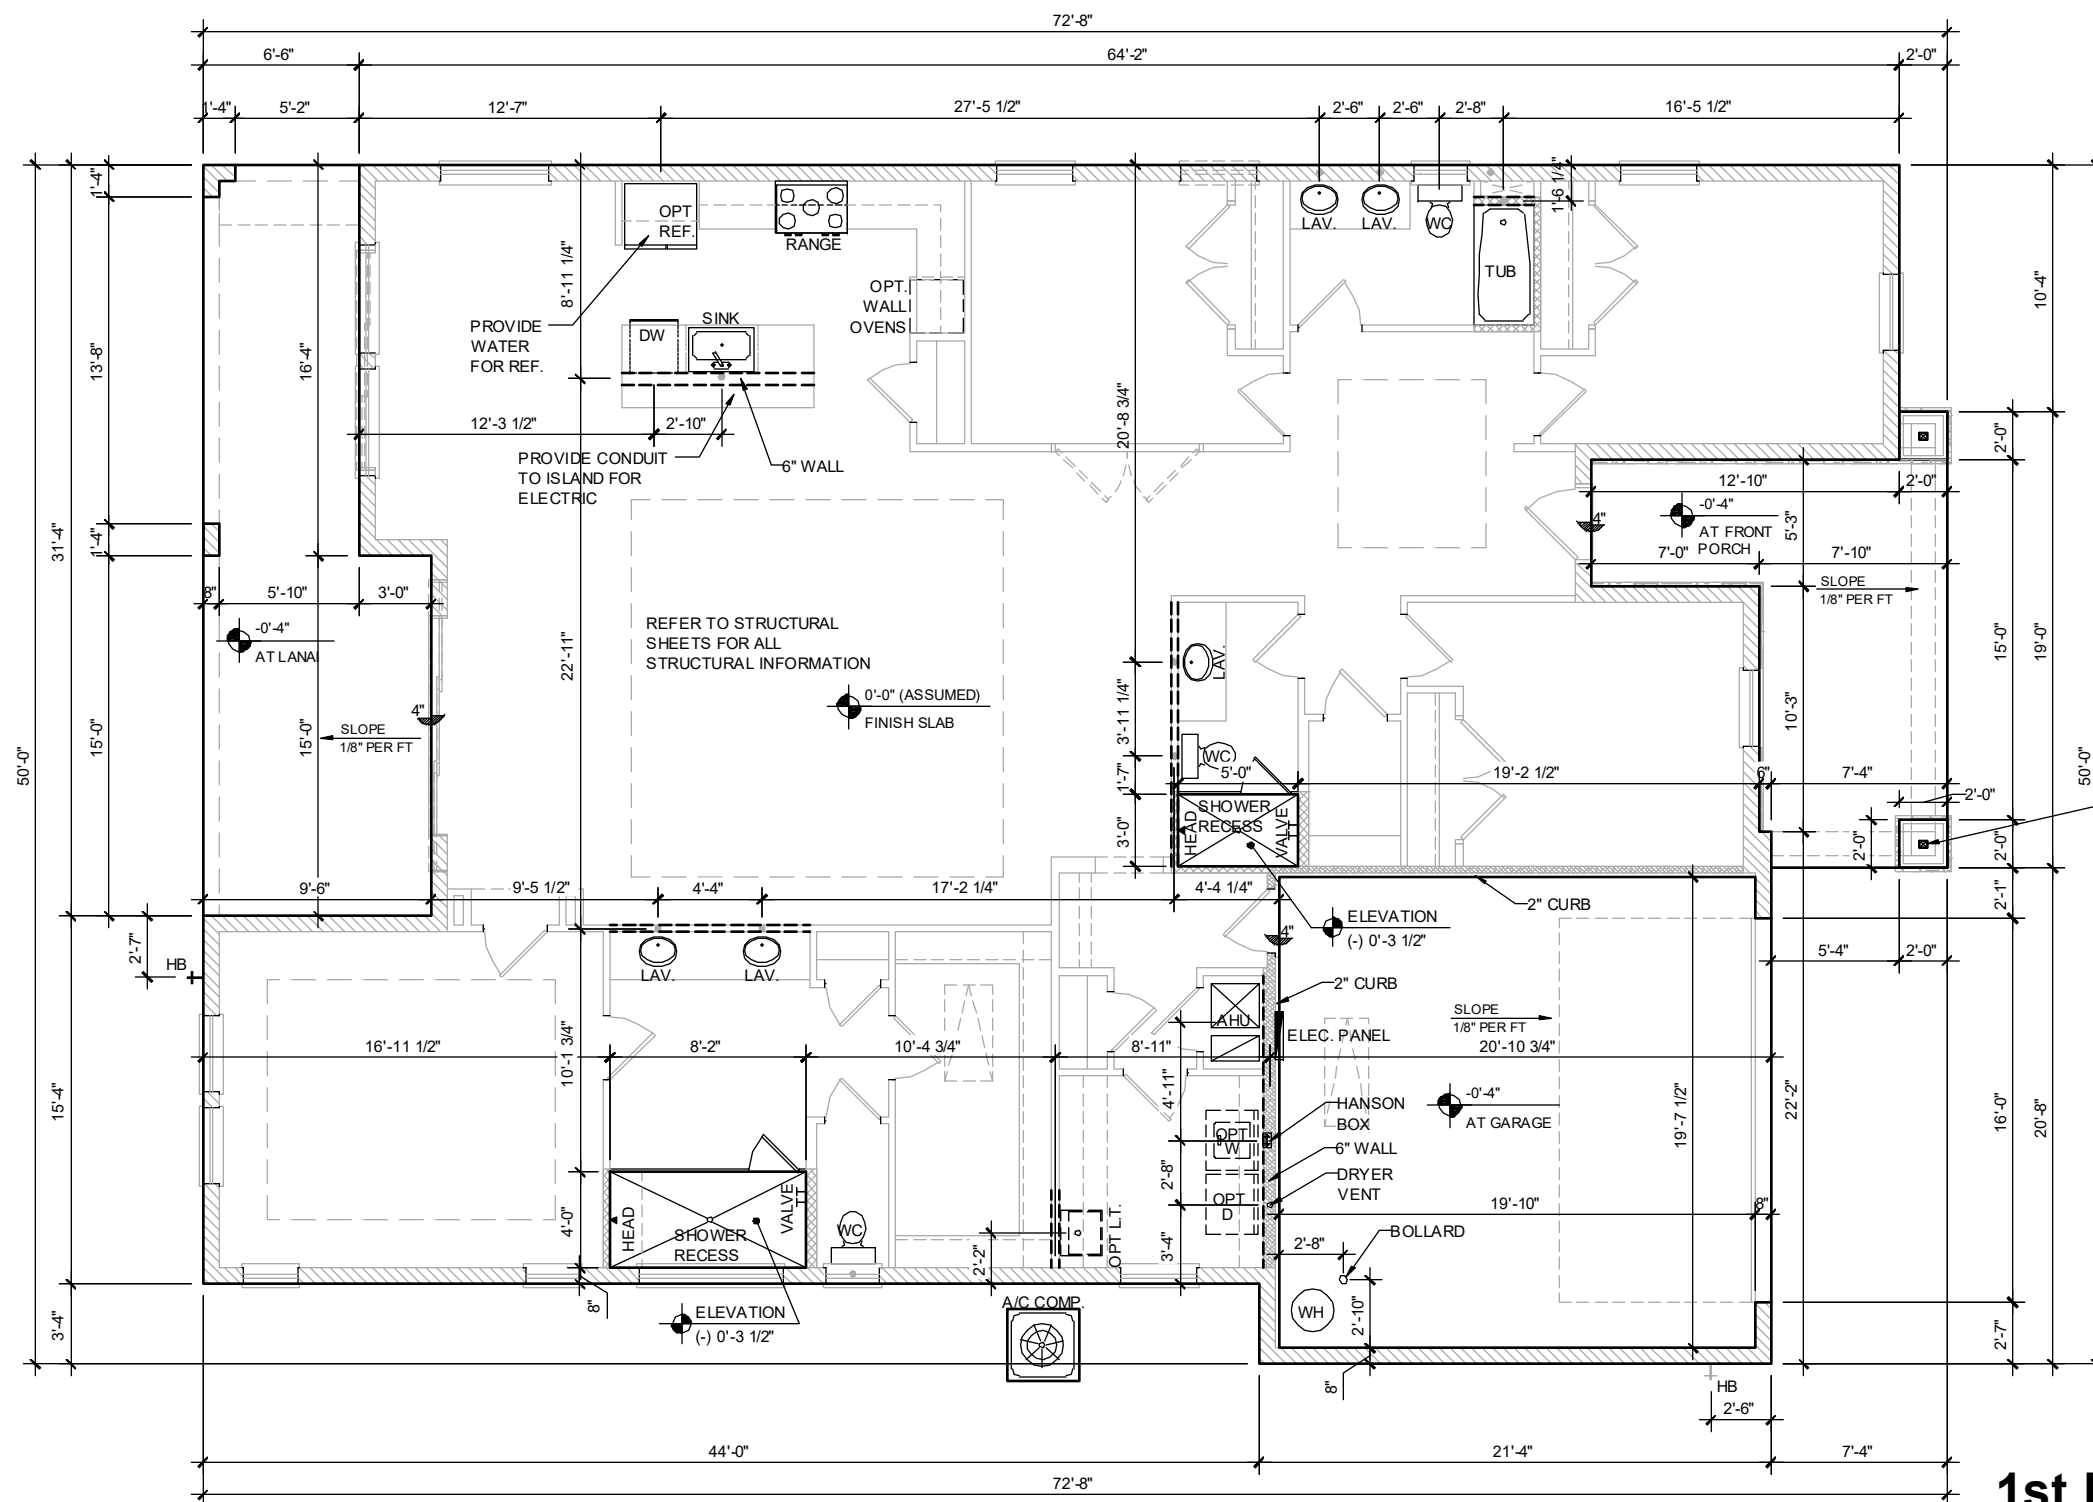 72'-8"
6'-6"
64'-2"
2'-0"
1'-4"
5'-2"
12'-7"
27'-5 1/2"
2'-6"
2'-6"
2'-8"
16'-5 1/2"
1'-4"
13'-8"
1'-4"
31'-4"
15'-0"
50'-0"
16'-4"
8'-11 1/4"
OPT
REF.
RANGE
PROVIDE
WATER
FOR REF.
DW
SINK
OPT.
WALL
OVENS
LAV.
LAV.
WC
TUB
1'-6 1/4"
10'-4"
12'-3 1/2"
2'-10"
PROVIDE CONDUIT
TO ISLAND FOR
ELECTRIC
6" WALL
20'-8 3/4"
2'-0"
12'-10"
2'-0"
-0'-4"
AT FRONT
PORCH
4"
5'-3"
7'-0"
7'-10"
SLOPE
1/8" PER FT
8"
5'-10"
3'-0"
-0'-4"
AT LANAI
22'-11"
REFER TO STRUCTURAL
SHEETS FOR ALL
STRUCTURAL INFORMATION
0'-0" (ASSUMED)
FINISH SLAB
4"
SLOPE
1/8" PER FT
15'-0"
LAV.
3'-11 1/4"
WC
1'-7"
5'-0"
19'-2 1/2"
6"
7'-4"
10'-3"
15'-0"
19'-0"
50'-0"
2'-0"
SHOWER
RECESS
HEAD
VALVE
TT
3'-0"
2'-0"
2'-0"
9'-6"
9'-5 1/2"
4'-4"
17'-2 1/4"
4'-4 1/4"
2" CURB
2'-1"
ELEVATION
(-) 0'-3 1/2"
4"
2'-7"
HB
LAV.
LAV.
5'-4"
2'-0"
2" CURB
AHU
ELEC. PANEL
SLOPE
1/8" PER FT
16'-11 1/2"
10'-1 3/4"
8'-2"
10'-4 3/4"
8'-11"
20'-10 3/4"
15'-4"
4'-11"
-0'-4"
AT GARAGE
19'-7 1/2"
22'-2"
16'-0"
20'-8"
HANSON
BOX
OPT
W
6" WALL
DRYER
VENT
2'-8"
OPT
D
19'-10"
8"
HEAD
VALVE
TT
SHOWER
RECESS
4'-0"
WC
OPT L.T.
2'-2"
3'-4"
BOLLARD
2'-8"
WH
2'-10"
8"
ELEVATION
(-) 0'-3 1/2"
A/C COMP.
3'-4"
2'-7"
8"
HB
2'-6"
44'-0"
21'-4"
7'-4"
72'-8"
1st